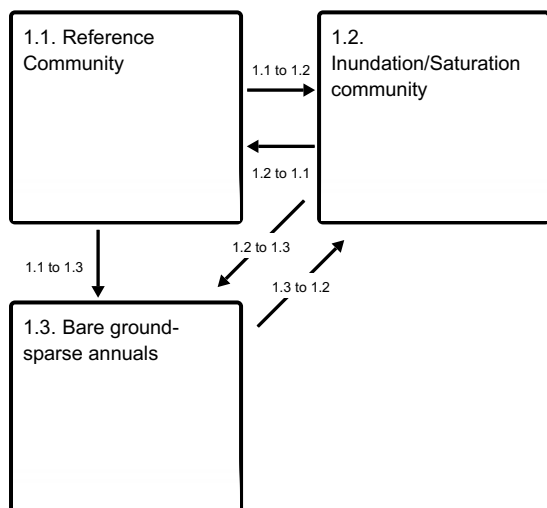 1.1. Reference
Community
1.2.
Inundation/Saturation
community
1.1 to 1.2
1.2 to 1.1
1.2 to 1.3
1.1 to 1.3
1.3 to 1.2
1.3. Bare ground-
sparse annuals